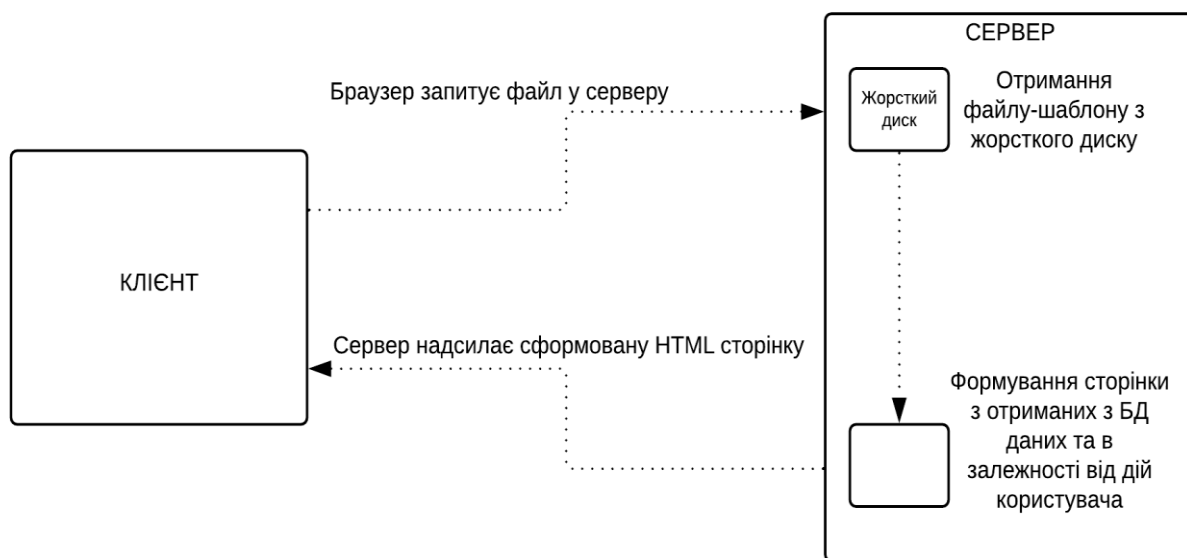 СЕРВЕР
Браузер запитує файл у серверу
Жорсткий
диск
Отримання
файлу-шаблону з
жорсткого диску
КЛІЄНТ
Сервер надсилає сформовану HTML сторінку
Формування сторінки
з отриманих з БД
даних та в
залежності від дій
користувача